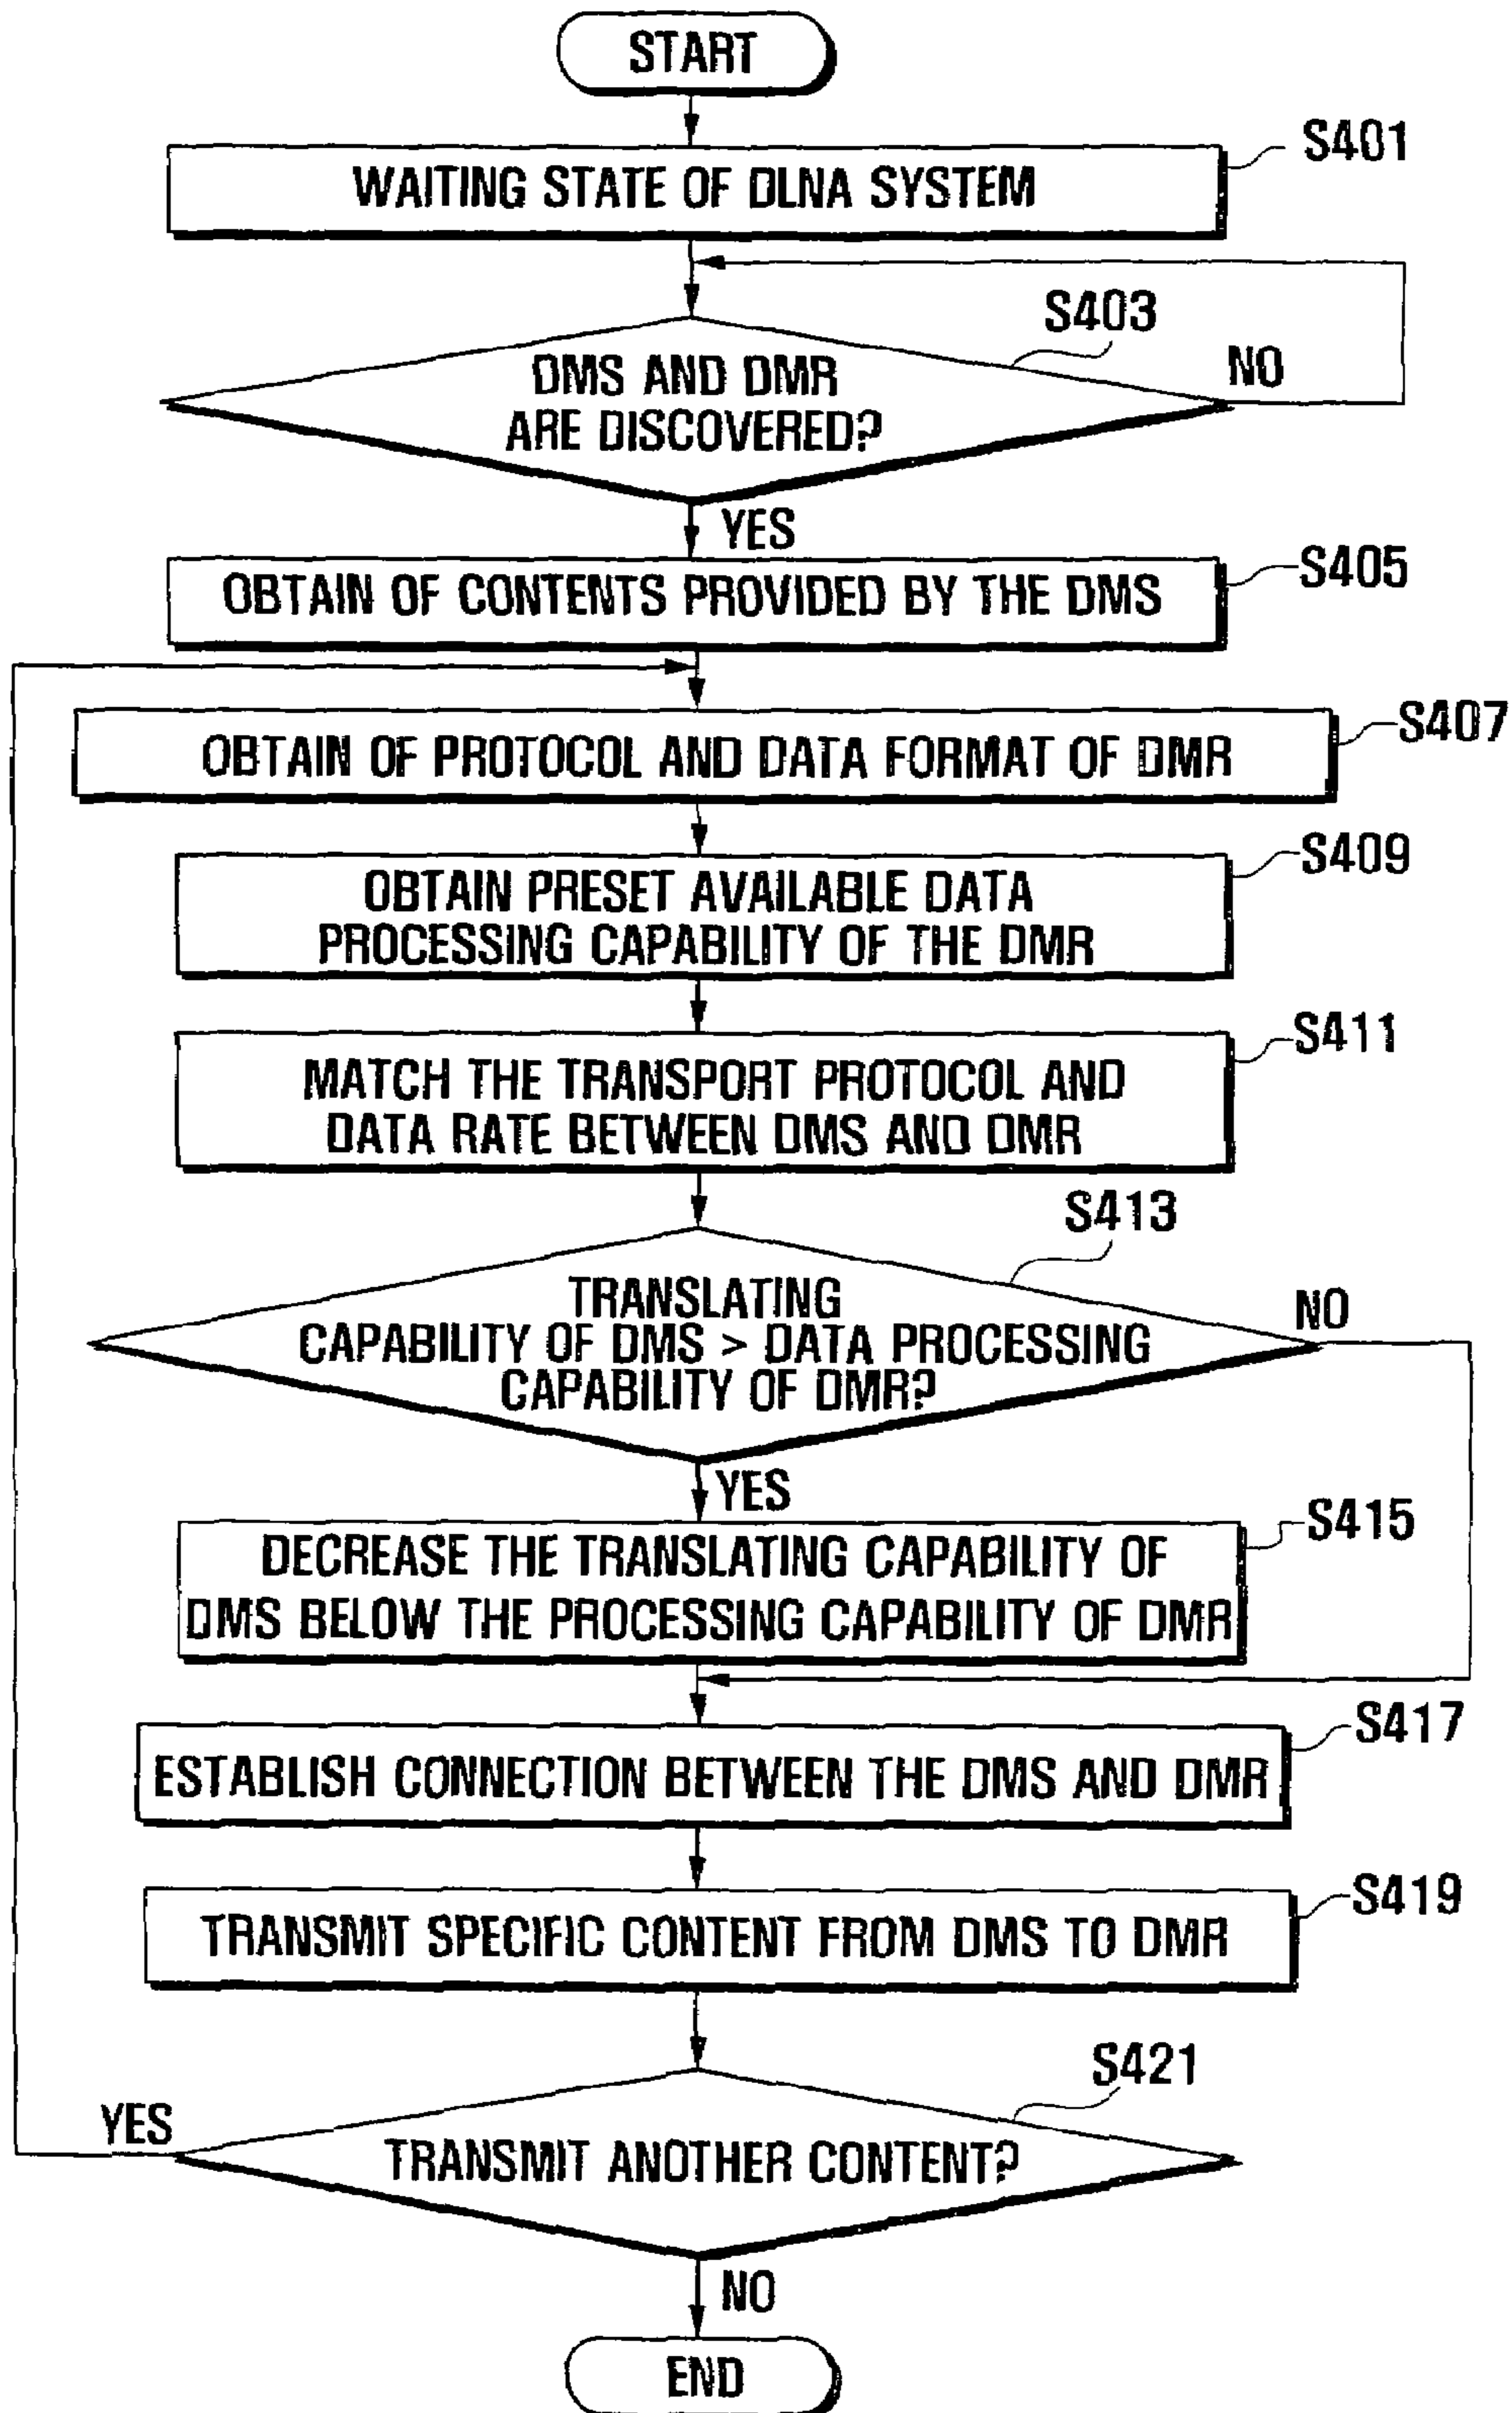 START
S401
WAITING STATE OF DLNA SYSTEM
S403
DMS AND DMR
ARE DISCOVERED?
NO
YES
S405
OBTAIN OF CONTENTS PROVIDED BY THE DMS
S407
OBTAIN OF PROTOCOL AND DATA FORMAT OF DMR
S409
OBTAIN PRESET AVAILABLE DATA
PROCESSING CAPABILITY OF THE DMR
S411
MATCH THE TRANSPORT PROTOCOL AND
DATA RATE BETWEEN DMS AND DMR
S413
TRANSLATING
CAPABILITY OF DMS > DATA PROCESSING
CAPABILITY OF DMR?
NO
YES
S415
DECREASE THE TRANSLATING CAPABILITY OF
DMS BELOW THE PROCESSING CAPABILITY OF DMR
S417
ESTABLISH CONNECTION BETWEEN THE DMS AND DMR
S419
TRANSMIT SPECIFIC CONTENT FROM DMS TO DMR
S421
YES
TRANSMIT ANOTHER CONTENT?
NO
END